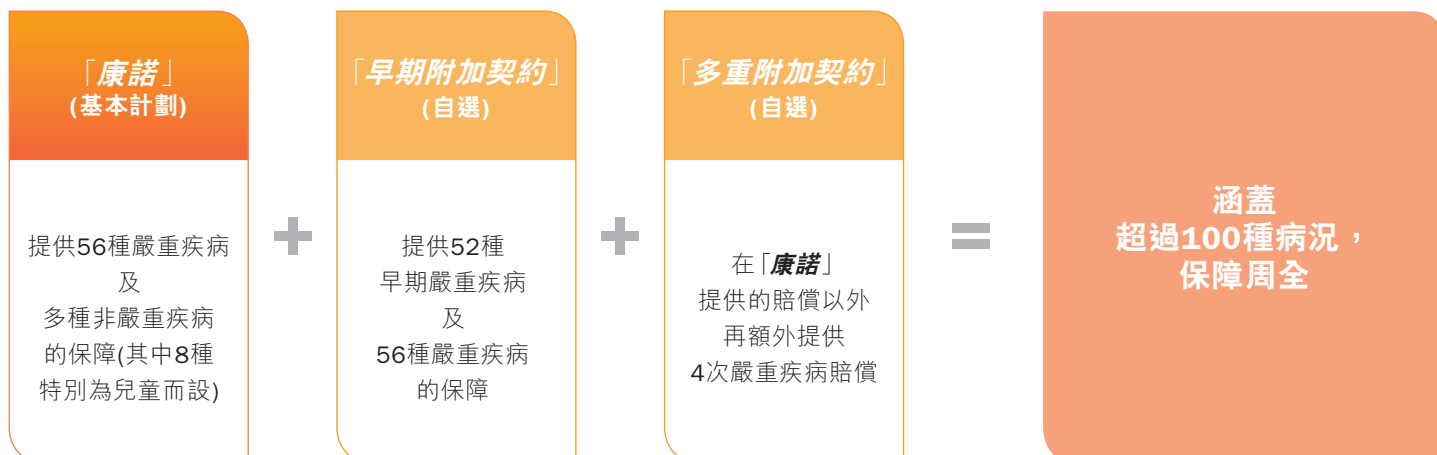 「康諾」
(基本計劃)
提供56種嚴重疾病
及
多種非嚴重疾病
的保障(其中8種
特別為兒童而設)
「早期附加契約」
(自選)
提供52種
早期嚴重疾病
及
56種嚴重疾病
的保障
「多重附加契約」
(自選)
在「康諾」
提供的賠償以外
再額外提供
4次嚴重疾病賠償
涵蓋
超過100種病況，
保障周全